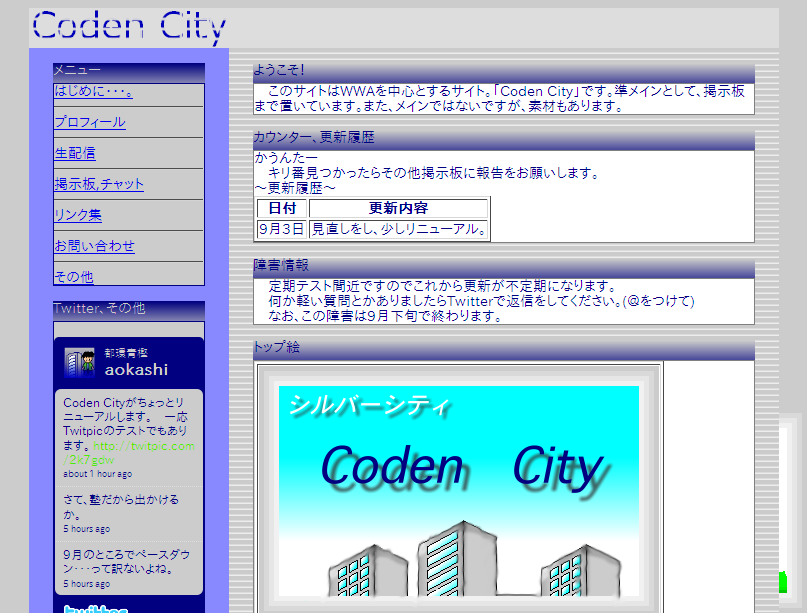 Coden City
メニュー
はじめに・・・。
プロフィール
生配信
掲示板,チャット
リンク集
お問い合わせ
その他
Twitter、その他
都環青樫
aokashi
Coden Cityがちょっとリ
ニューアルします。　一応
Twitpicのテストでもあり
ます。 http://twitpic.com
/2k7gow
about 1 hour ago
さて、塾だから出かける
か。
5 hours ago
9月のところでペースダウ
ン・・・って訳ないよね。
5 hours ago
twitter
ようこそ!
　このサイトはWWAを中心とするサイト。「Coden City」です。準メインとして、掲示板
まで置いています。また、メインではないですが、素材もあります。
カウンター、更新履歴
かうんたー
　キリ番見つかったらその他掲示板に報告をお願いします。
～更新履歴～
日付 更新内容
9月3日 見直しをし、少しリニューアル。
障害情報
　定期テスト間近ですのでこれから更新が不定期になります。
　何か軽い質問とかありましたらTwitterで返信をしてください。(@をつけて)
　なお、この障害は9月下旬で終わります。
トップ絵
シルバーシティ
Coden City